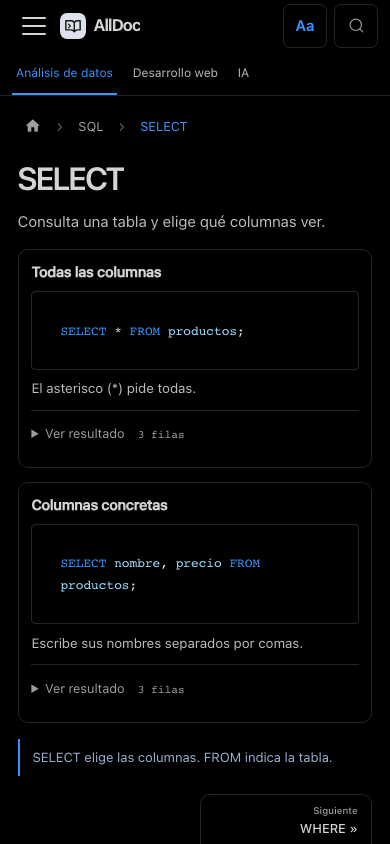 AllDoc
Aa
Análisis de datos
Desarrollo web
IA
SQL
SELECT
SELECT
Consulta una tabla y elige qué columnas ver.
Todas las columnas
SELECT * FROM productos;
El asterisco (*) pide todas.
Ver resultado 3 filas
Columnas concretas
SELECT nombre, precio FROM
productos;
Escribe sus nombres separados por comas.
Ver resultado 3 filas
SELECT elige las columnas. FROM indica la tabla.
Siguiente
WHERE »